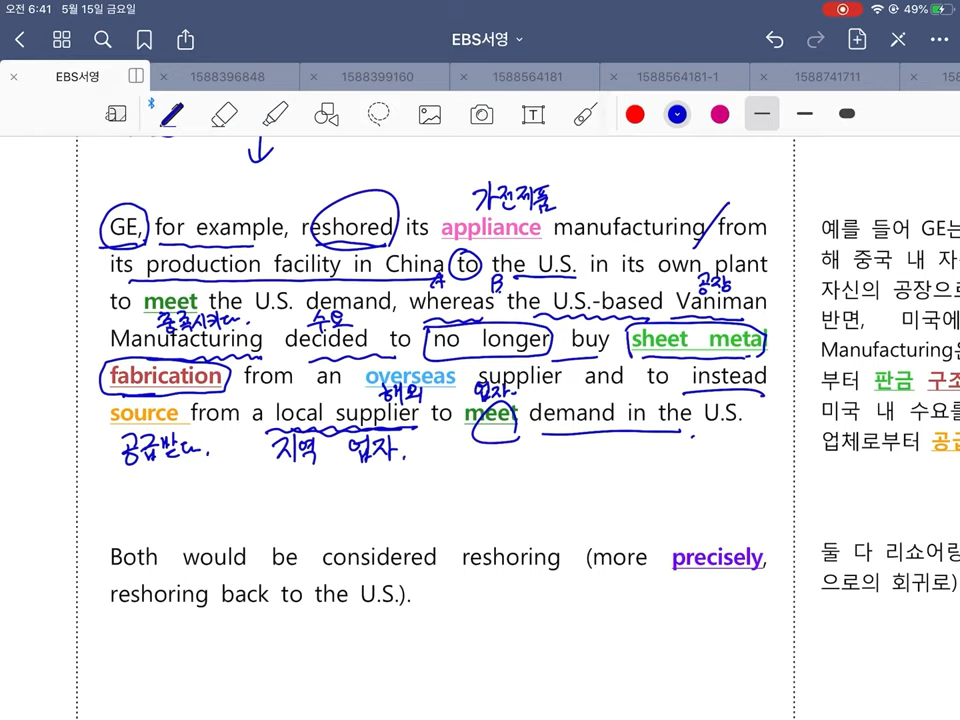 오전 6:41 5월 15일 금요일
49%
EBS서영
EBS서영
1588396848
1588399160
1588564181
1588564181-1
1588741711
158
가전제품
GE, for example, reshored its appliance manufacturing from
its production facility in China to the U.S. in its own plant
A B 공장
to meet the U.S. demand, whereas the U.S.-based Vaniman
충족시키다. 수요
Manufacturing decided to no longer buy sheet metal
fabrication from an overseas supplier and to instead
해외 업자.
source from a local supplier to meet demand in the U.S.
공급받다. 지역 업자.
Both would be considered reshoring (more precisely,
reshoring back to the U.S.).
예를 들어 GE는
해 중국 내 자
자신의 공장으로
반면, 미국에
Manufacturing은
부터 판금 구조
미국 내 수요를
업체로부터 공급
둘 다 리쇼어링
으로의 회귀로)